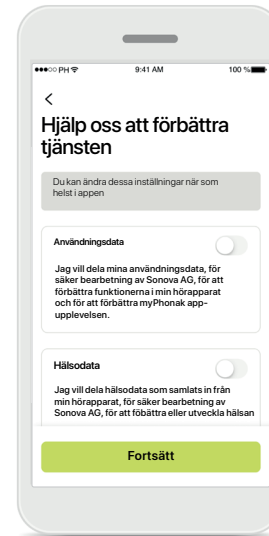 PH 9:41 AM 100 %
Hjälp oss att förbättra
tjänsten
Du kan ändra dessa inställningar när som
helst i appen
Användningsdata
Jag vill dela mina användningsdata, för
säker bearbetning av Sonova AG, för att
förbättra funktionerna i min hörapparat
och för att förbättra myPhonak app-
upplevelsen.
Hälsodata
Jag vill dela hälsodata som samlats in från
min hörapparat, för säker bearbetning av
Sonova AG, för att föbättra eller utveckla hälsan
Fortsätt